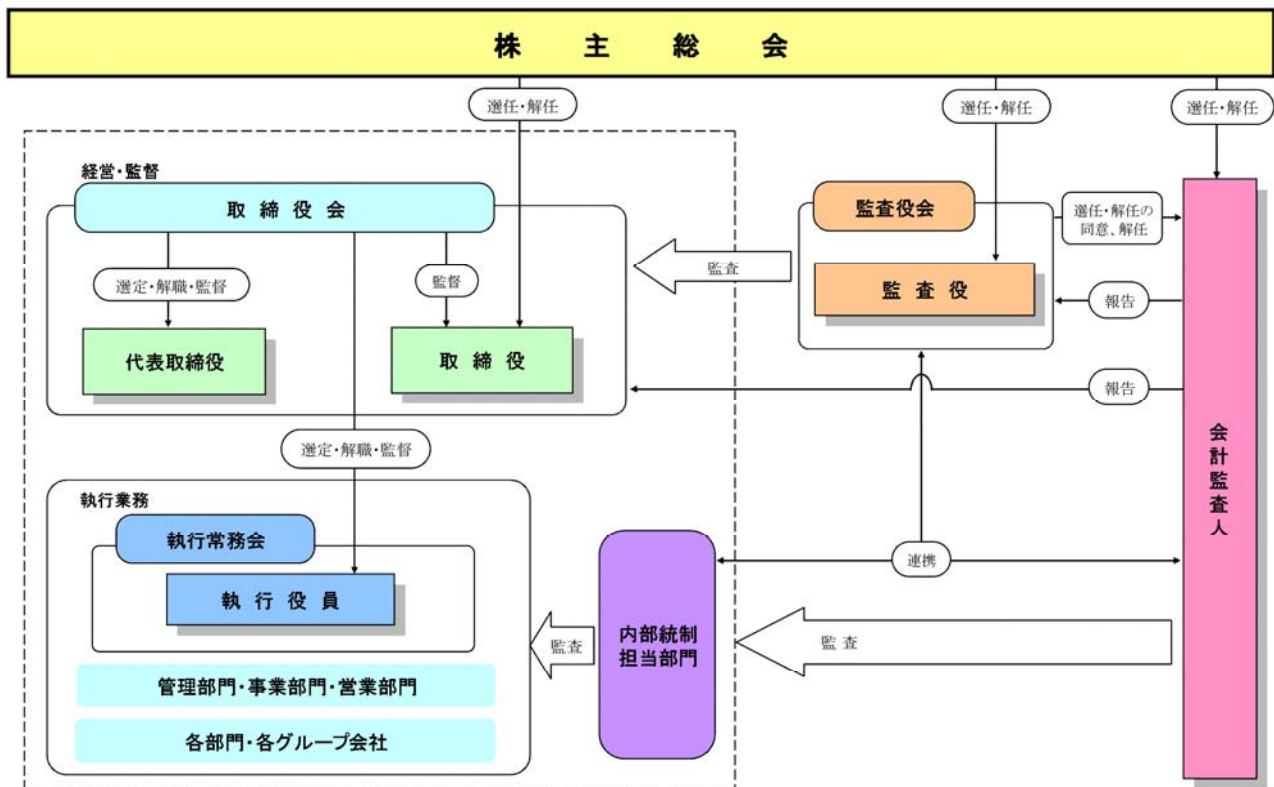 株主総会
選任・解任
選任・解任
選任・解任
経営・監督
取締役会
監査役会
選任・解任の
同意、解任
監査
選定・解職・監督
監督
監査役
報告
代表取締役
取締役
報告
会計監査人
選定・解職・監督
執行業務
執行常務会
連携
執行役員
内部統制
担当部門
監査
監査
管理部門・事業部門・営業部門
各部門・各グループ会社